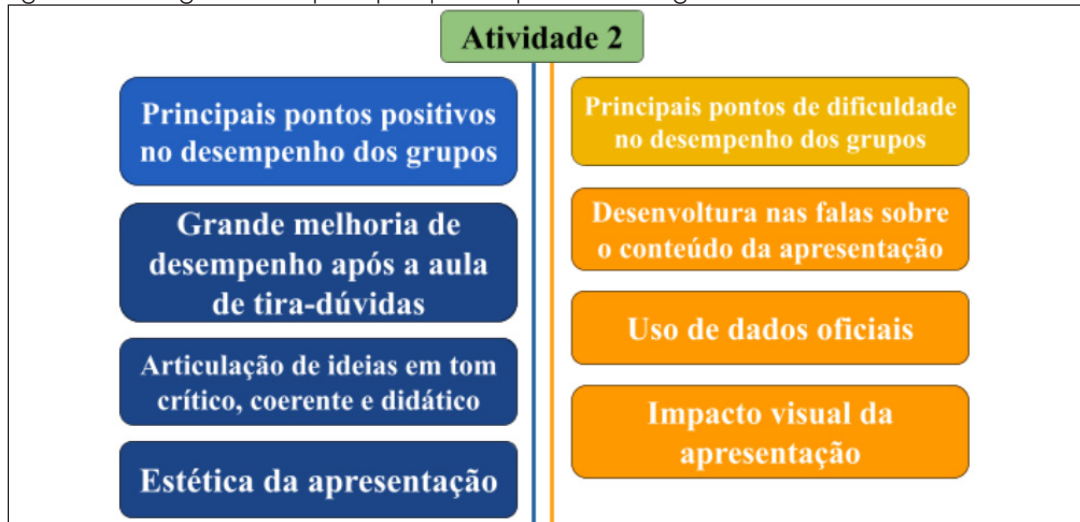 Atividade 2
Principais pontos positivos
no desempenho dos grupos
Grande melhoria de
desempenho após a aula
de tira-dúvidas
Articulação de ideias em tom
crítico, coerente e didático
Estética da apresentação
Principais pontos de dificuldade
no desempenho dos grupos
Desenvoltura nas falas sobre
o conteúdo da apresentação
Uso de dados oficiais
Impacto visual da
apresentação